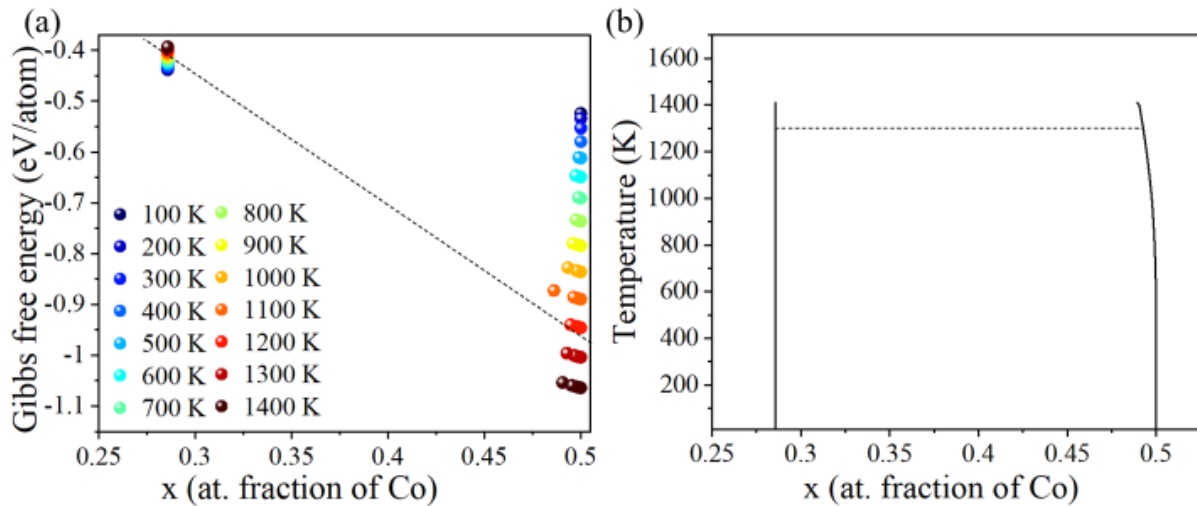 (a)
Gibbs free energy (eV/atom)
-0.4
-0.5
-0.6
-0.7
-0.8
-0.9
-1
-1.1
100 K
200 K
300 K
400 K
500 K
600 K
700 K
800 K
900 K
1000 K
1100 K
1200 K
1300 K
1400 K
0.25 0.3 0.35 0.4 0.45 0.5
x (at. fraction of Co)
(b)
Temperature (K)
1600
1400
1200
1000
800
600
400
200
0.25 0.3 0.35 0.4 0.45 0.5
x (at. fraction of Co)